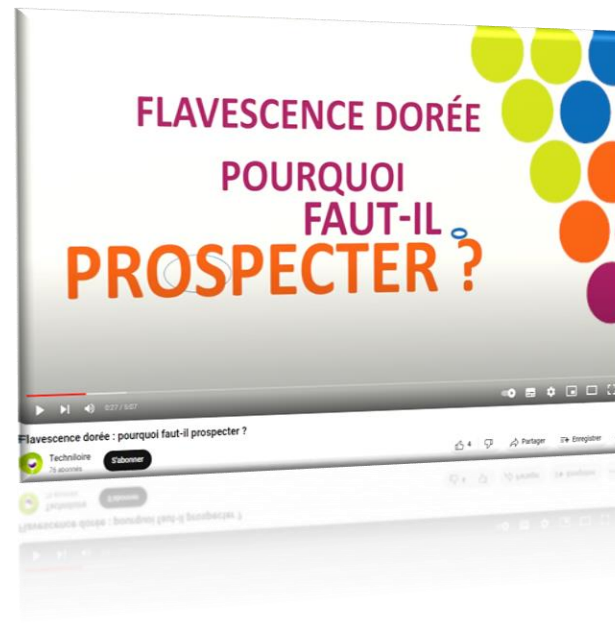 FLAVESCENCE DORÉE
POURQUOI
FAUT-IL
PROSPECTER ?
0:27 / 5:07
Flavescence dorée : pourquoi faut-il prospecter ?
Techniloire
76 abonnés
S'abonner
4
Partager
Enregistrer